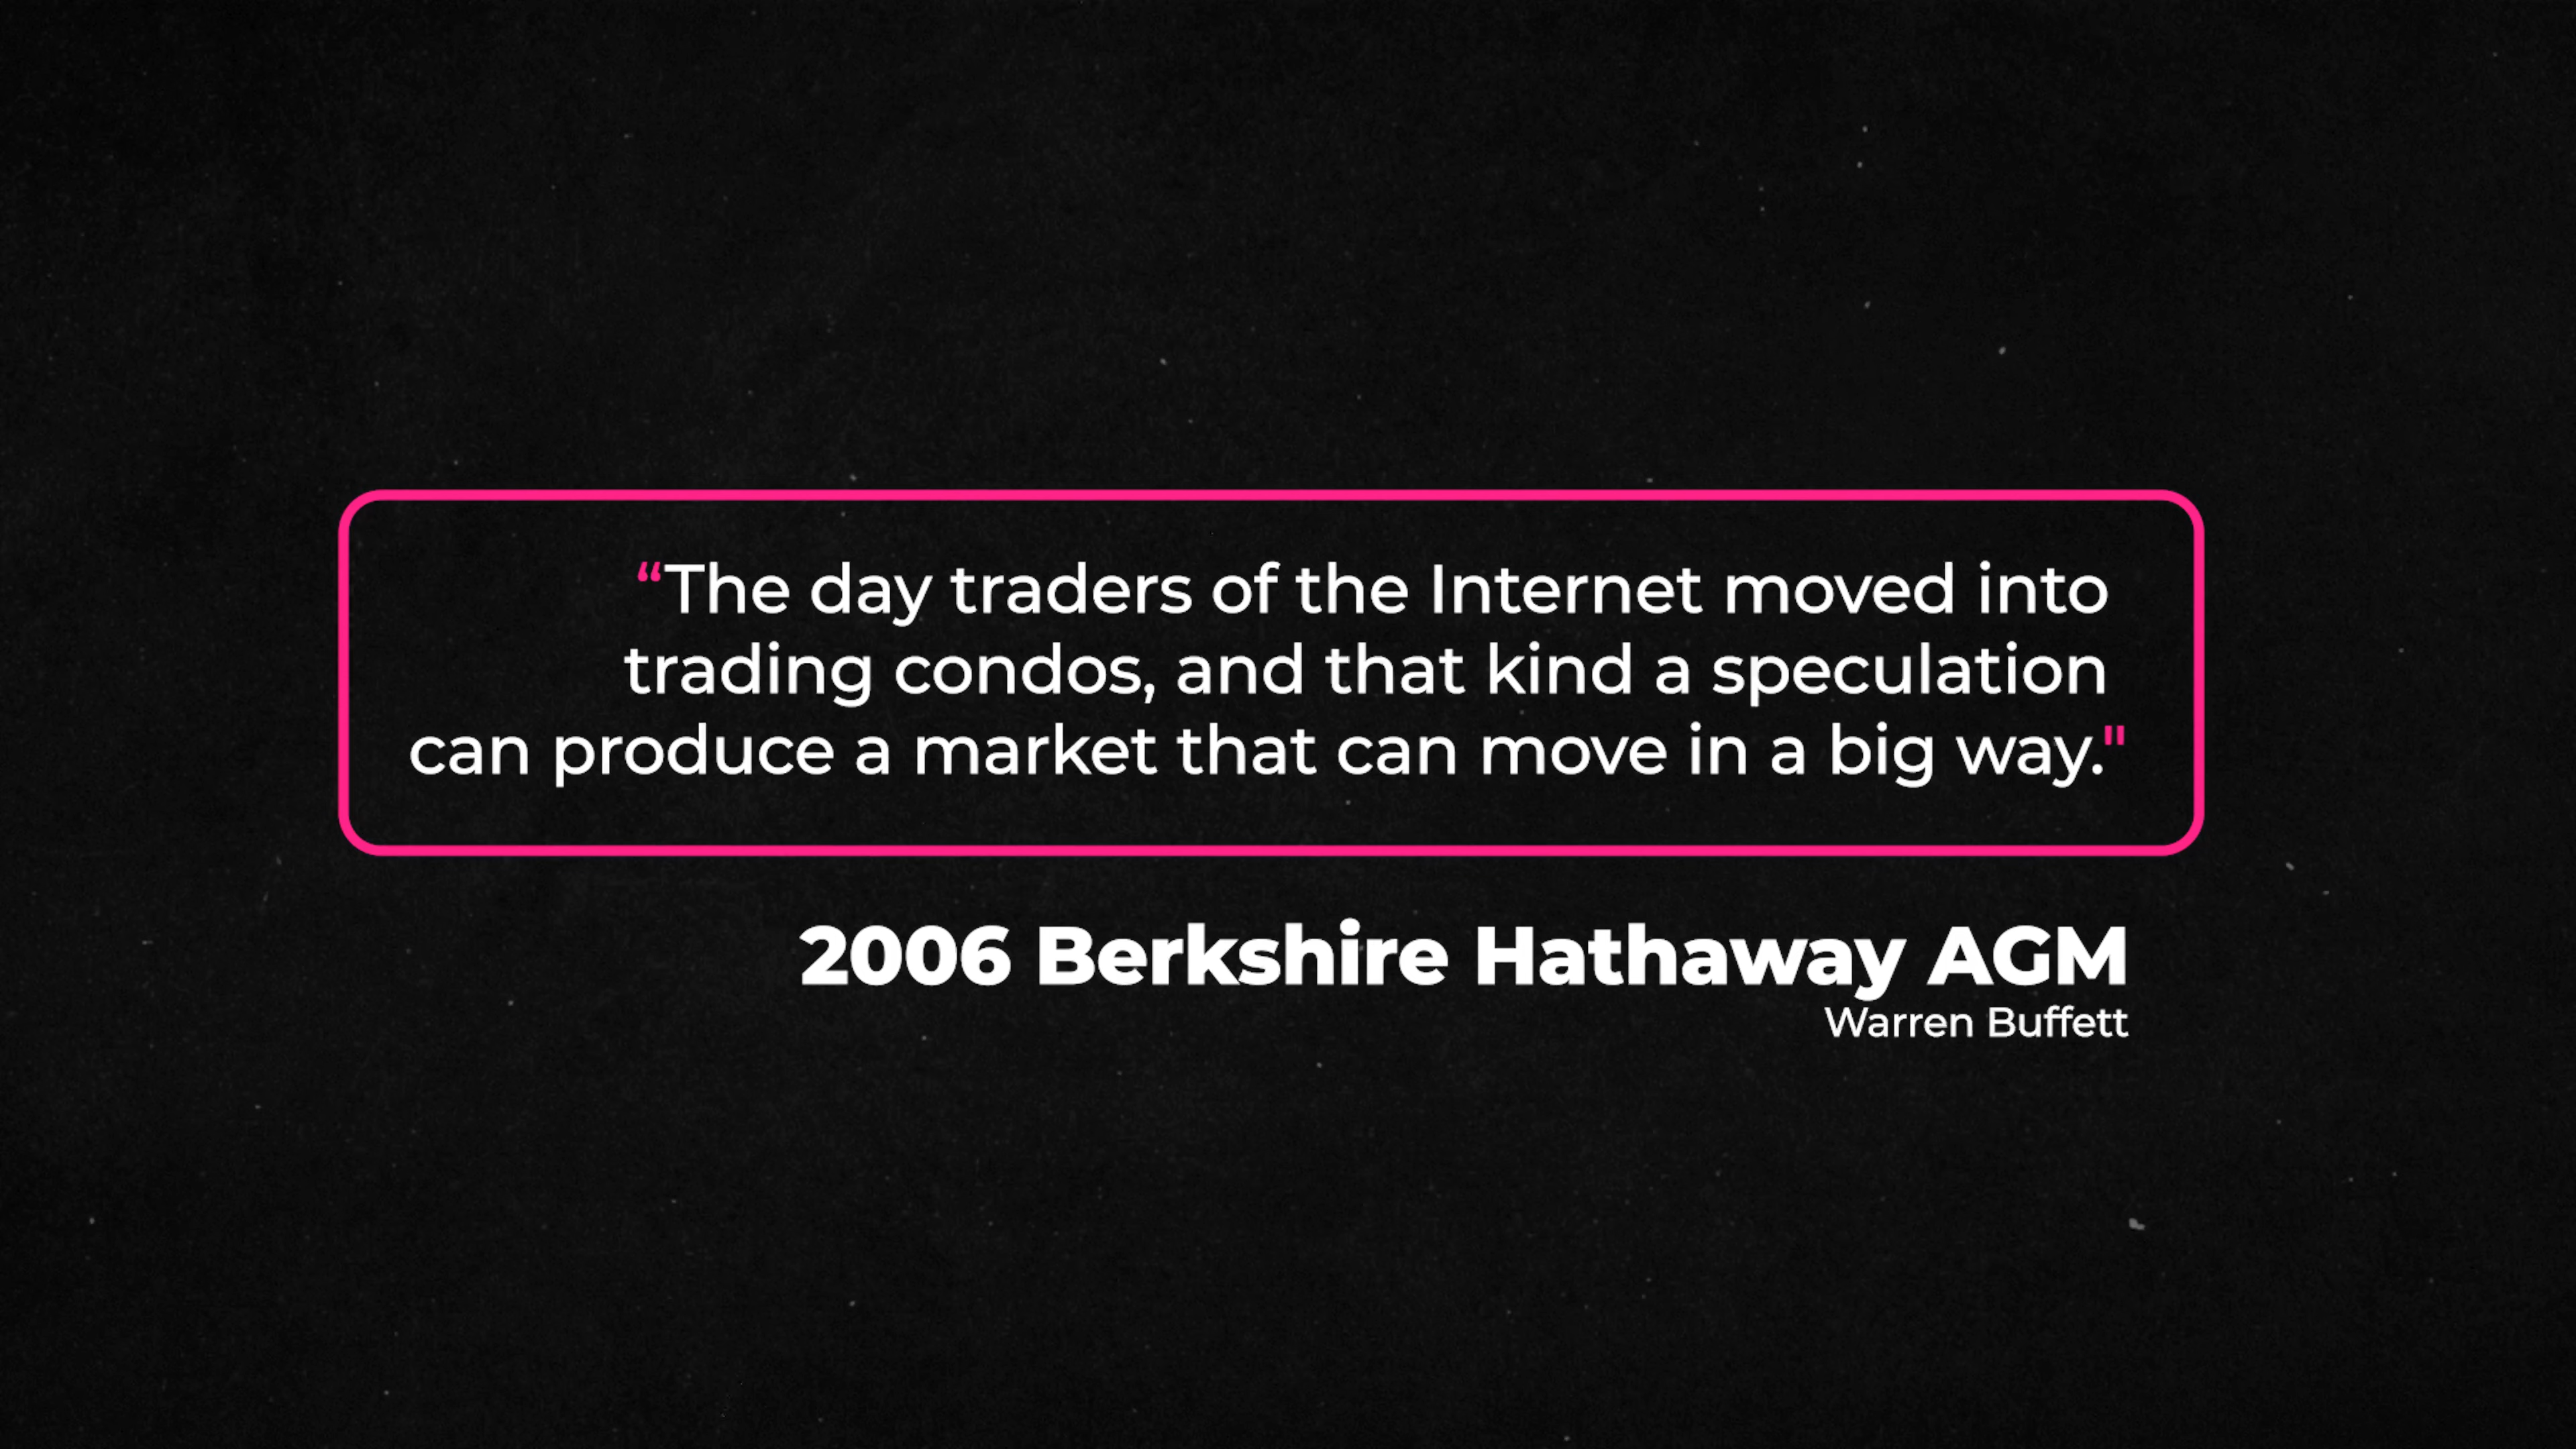 “The day traders of the Internet moved into
trading condos, and that kind a speculation
can produce a market that can move in a big way."
2006 Berkshire Hathaway AGM
Warren Buffett